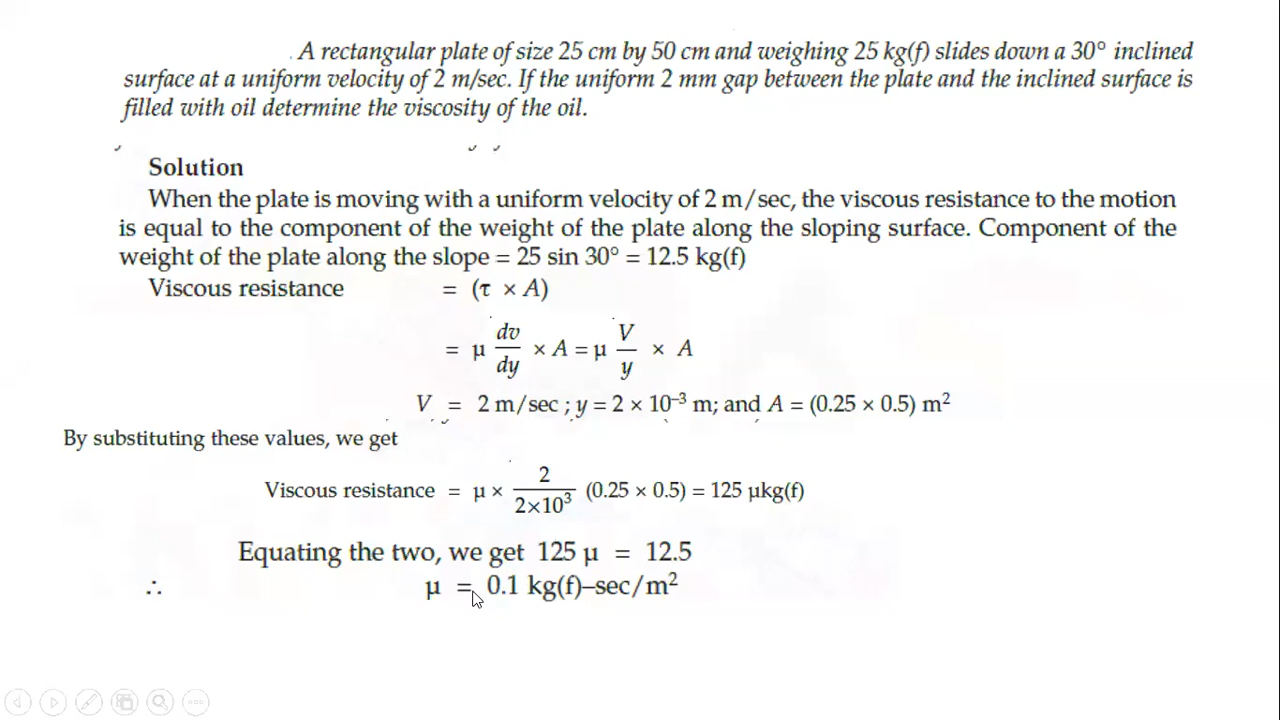 A rectangular plate of size 25 cm by 50 cm and weighing 25 kg(f) slides down a 30° inclined
surface at a uniform velocity of 2 m/sec. If the uniform 2 mm gap between the plate and the inclined surface is
filled with oil determine the viscosity of the oil.
Solution
When the plate is moving with a uniform velocity of 2 m/sec, the viscous resistance to the motion
is equal to the component of the weight of the plate along the sloping surface. Component of the
weight of the plate along the slope = 25 sin 30° = 12.5 kg(f)
Viscous resistance = (τ × A)
= μ dv/dy × A = μ V/y × A
V = 2 m/sec ; y = 2 × 10⁻³ m; and A = (0.25 × 0.5) m²
By substituting these values, we get
Viscous resistance = μ × 2/2×10³ (0.25 × 0.5) = 125 μkg(f)
Equating the two, we get 125 μ = 12.5
∴ μ = 0.1 kg(f)–sec/m²